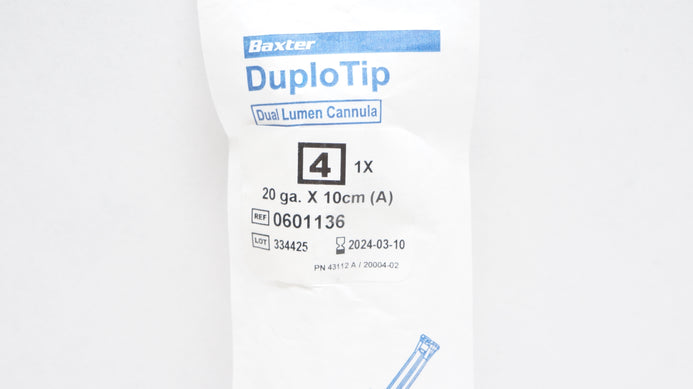 Baxter
DuploTip
Dual Lumen Cannula
4 1X
20 ga. X 10cm (A)
REF 0601136
LOT 334425 2024-03-10
PN 43112 A / 20004-02